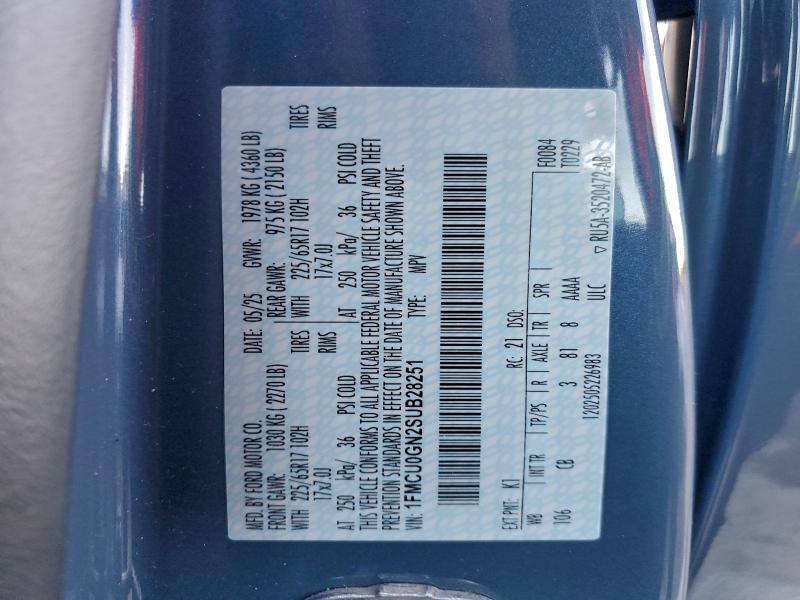 MFD. BY FORD MOTOR CO.
DATE: 05/25 GVWR: 1978 KG ( 4360 LB)
FRONT GAWR: 1030 KG ( 2270 LB) REAR GAWR: 975 KG ( 2150 LB)
WITH 225/65R17 102H TIRES WITH 225/65R17 102H TIRES
17x7.0J RIMS 17x7.0J RIMS
AT 250 kPa/ 36 PSI COLD AT 250 kPa/ 36 PSI COLD
THIS VEHICLE CONFORMS TO ALL APPLICABLE FEDERAL MOTOR VEHICLE SAFETY AND THEFT
PREVENTION STANDARDS IN EFFECT ON THE DATE OF MANUFACTURE SHOWN ABOVE.
VIN: 1FMCU0GN2SUB28251 TYPE: MPV
F0084
EXT PNT: K1 RC: 21 DSO: T0229
WB INT TR TP/PS R AXLE TR SPR
106 CB 3 81 8 AAAA
1202505226983 ULC
▽ RU5A-3520472-AB